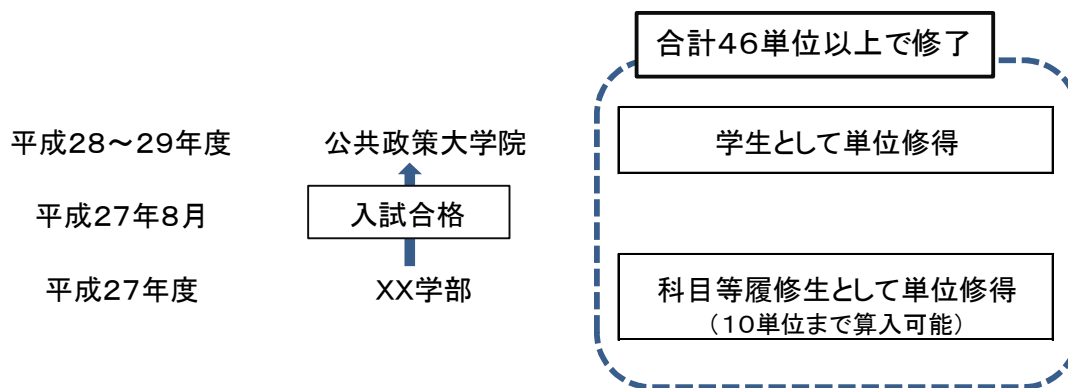 合計46単位以上で修了
平成28～29年度
公共政策大学院
学生として単位修得
平成27年8月
入試合格
平成27年度
XX学部
科目等履修生として単位修得
（10単位まで算入可能）